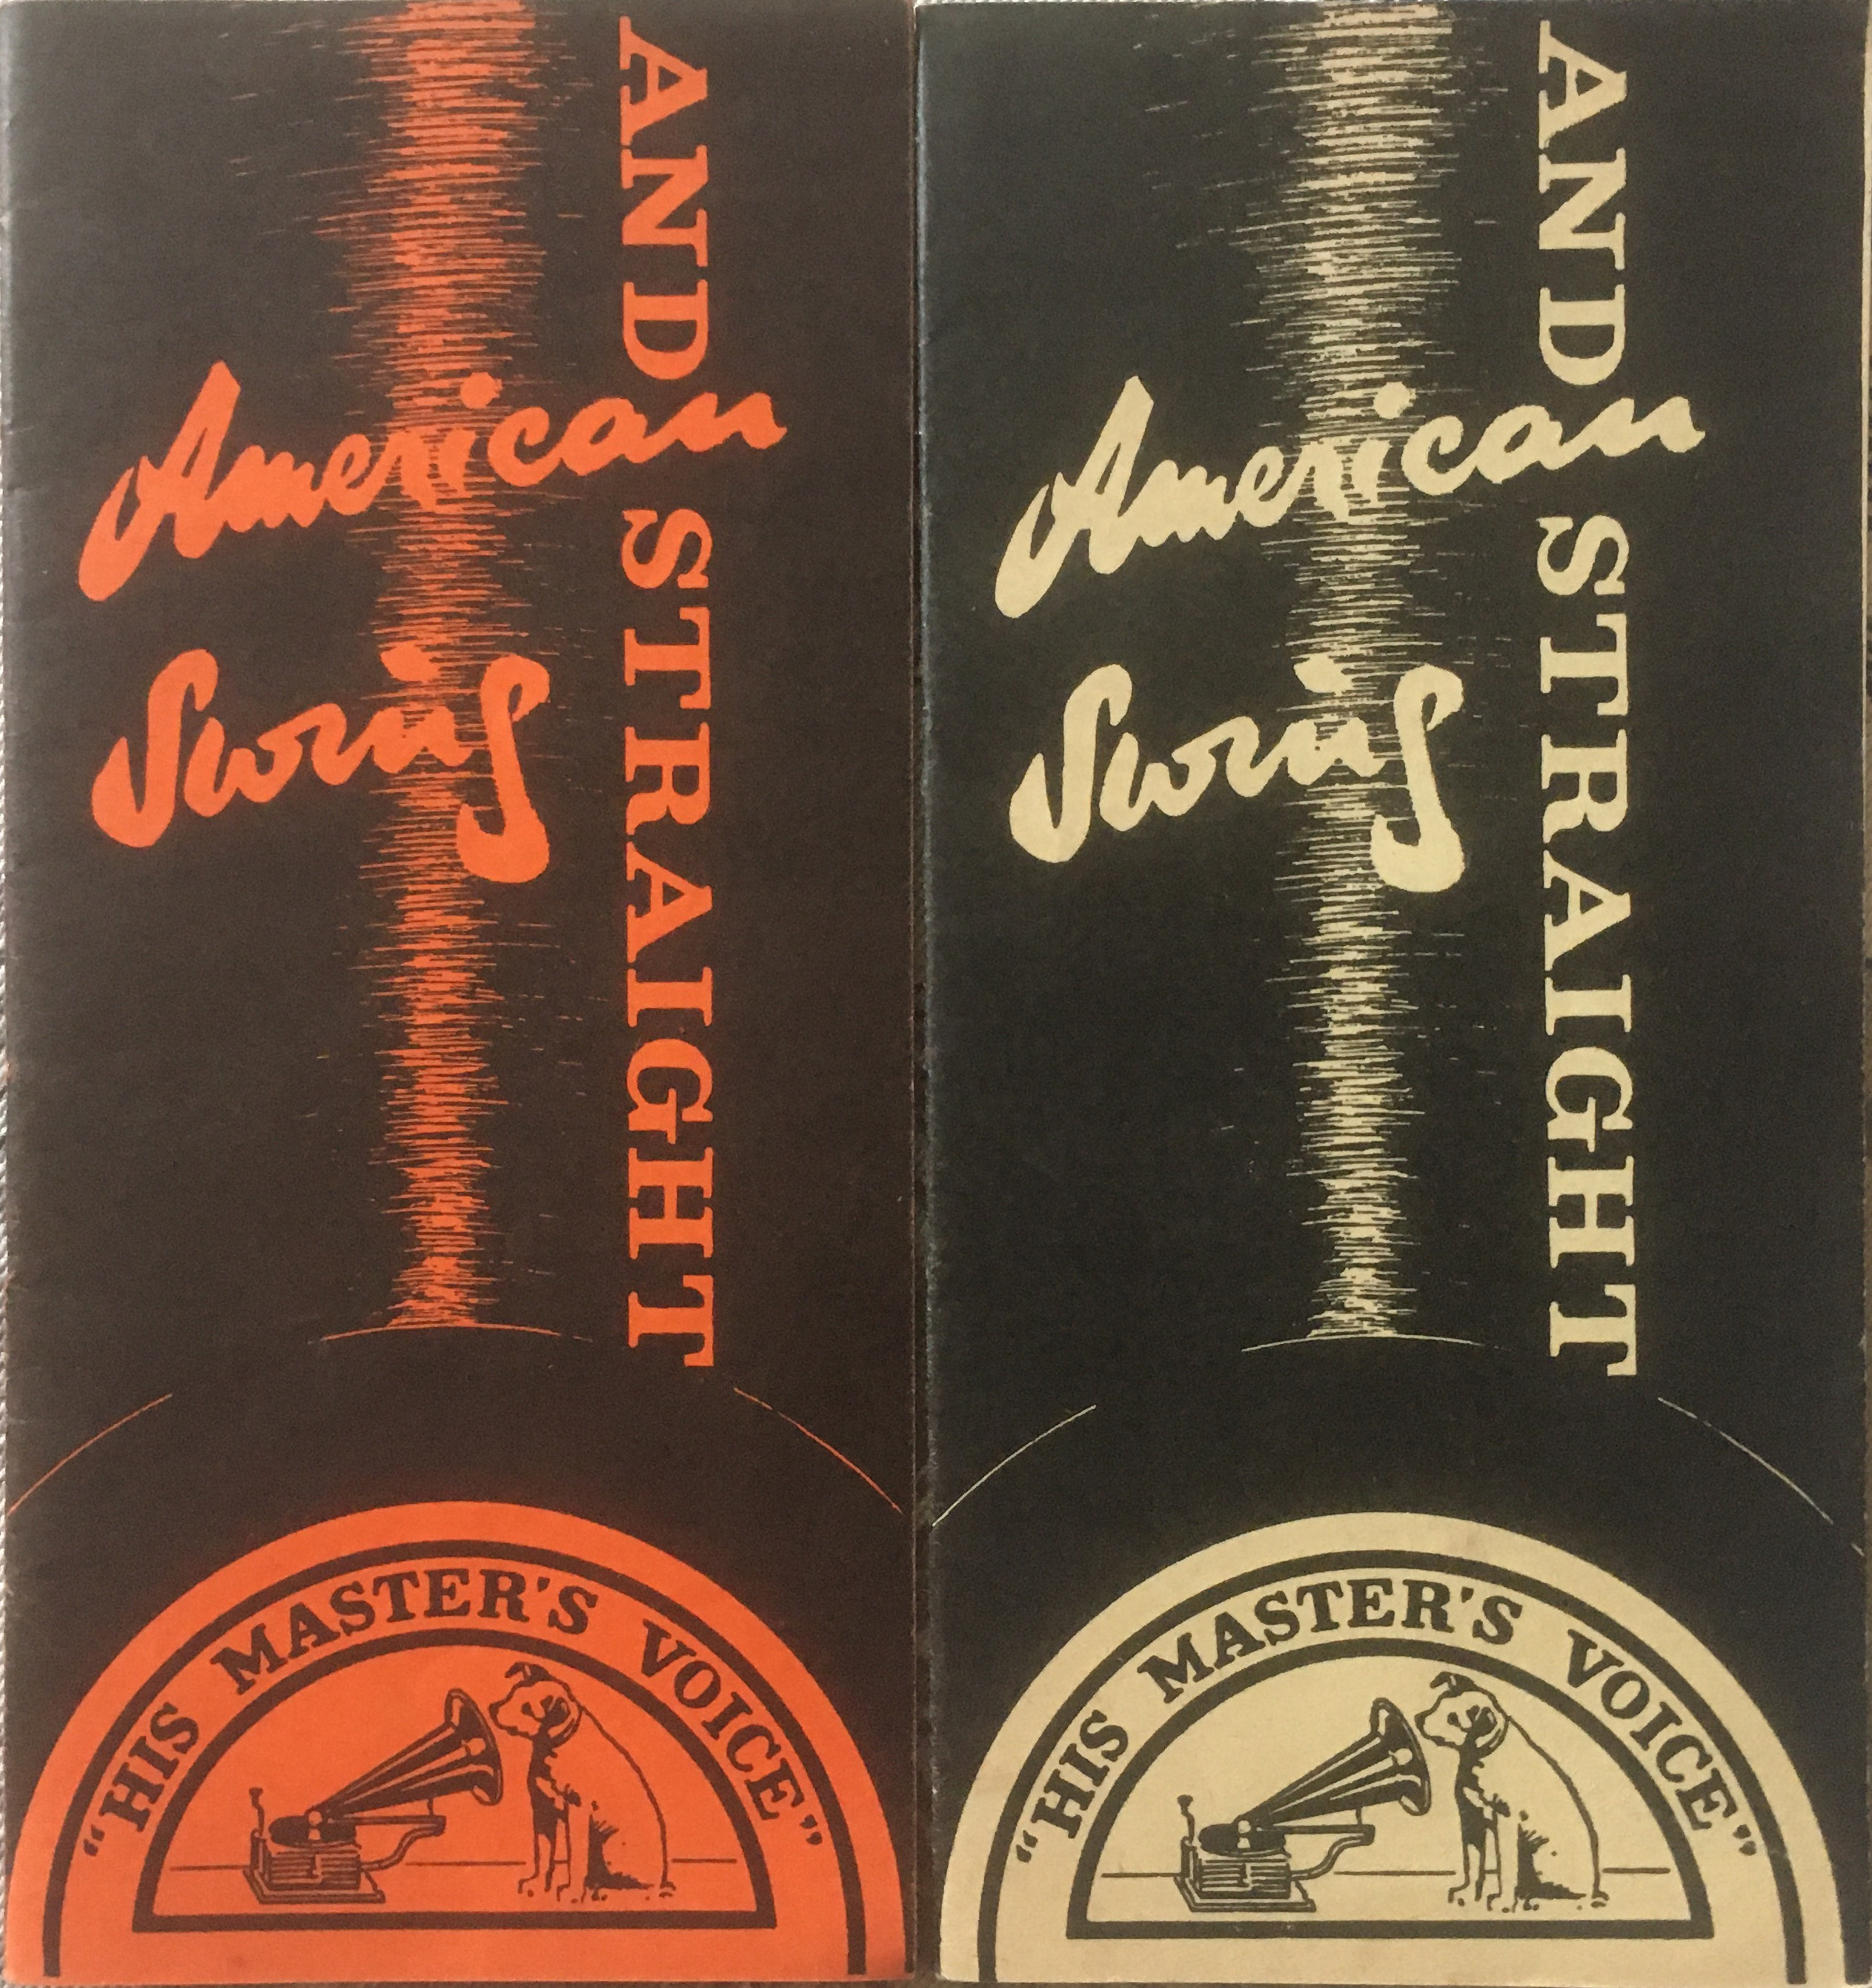 American
Swing
AND STRAIGHT
"HIS MASTER'S VOICE"
American
Swing
AND STRAIGHT
"HIS MASTER'S VOICE"